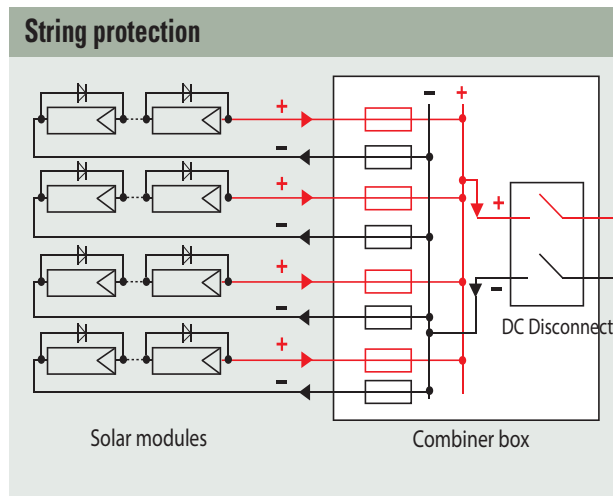 String protection
- +
+
-
+
-
+
+
-
-
DC Disconnect
+
-
Solar modules
Combiner box